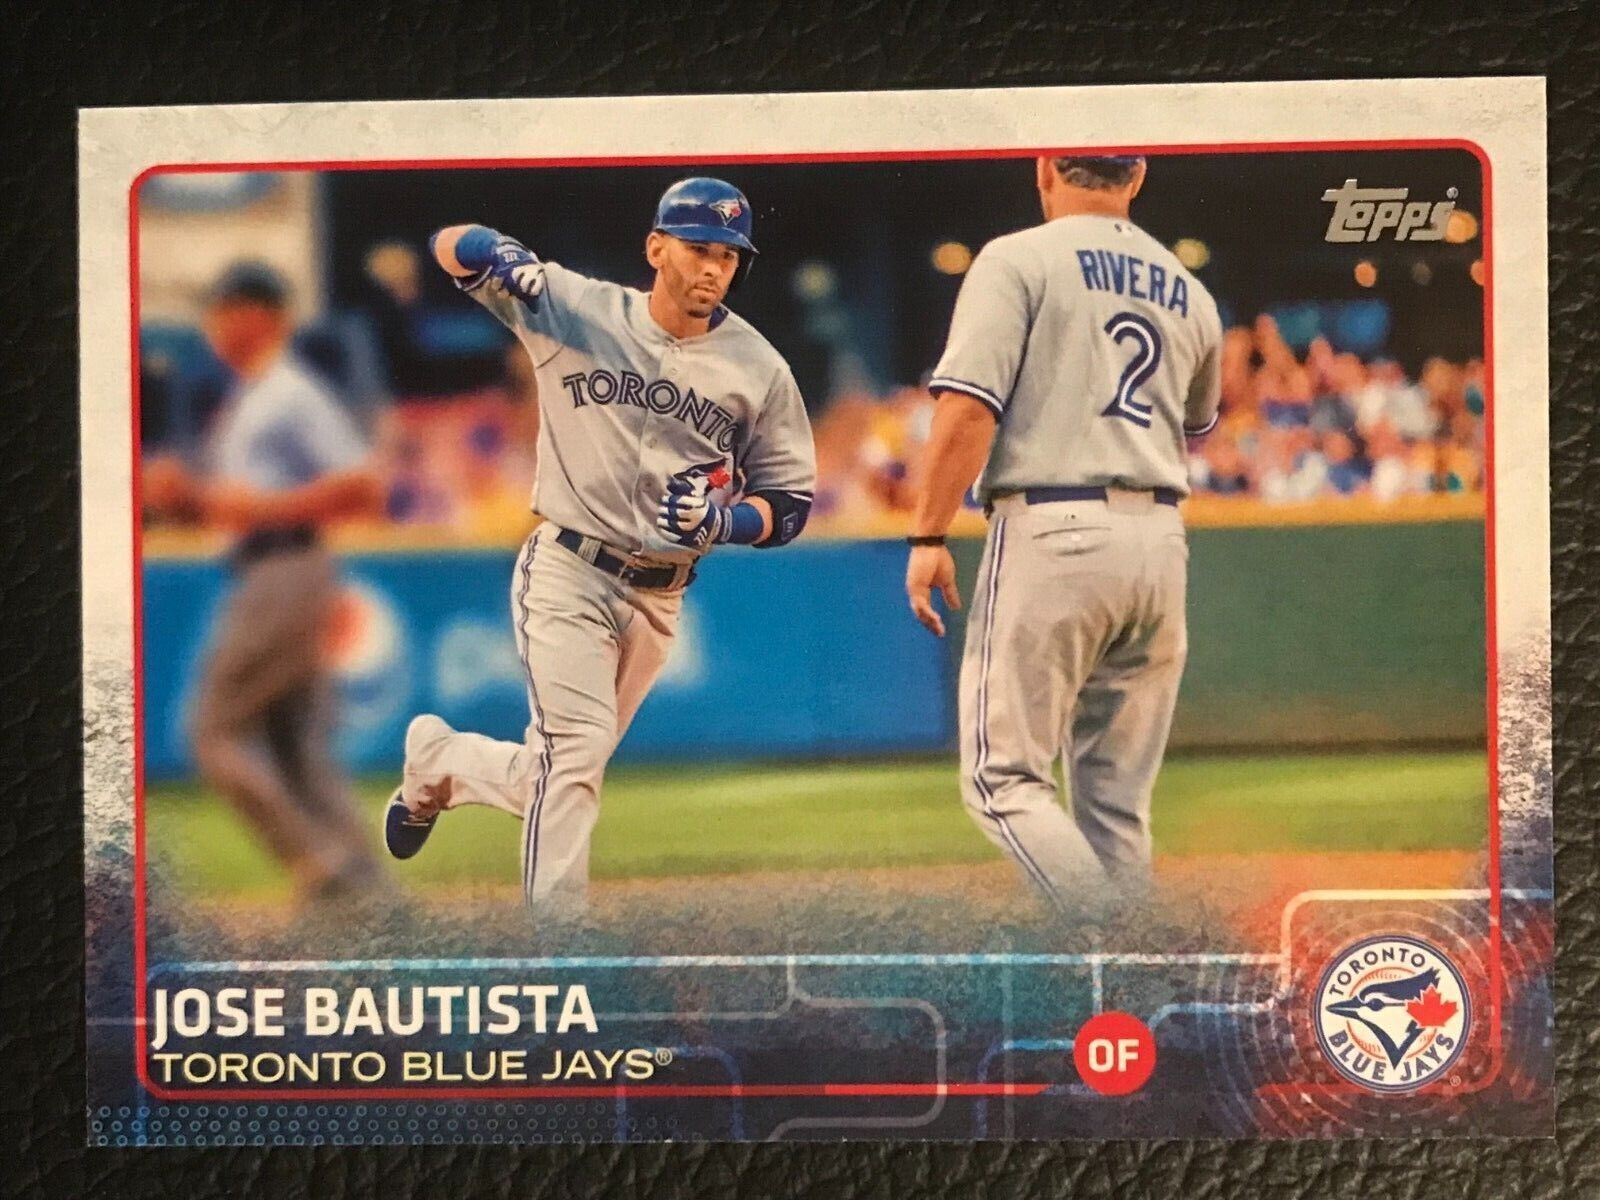 Topps®
RIVERA
2
TORONTO
JOSE BAUTISTA
TORONTO BLUE JAYS®
OF
TORONTO
BLUE JAYS
®